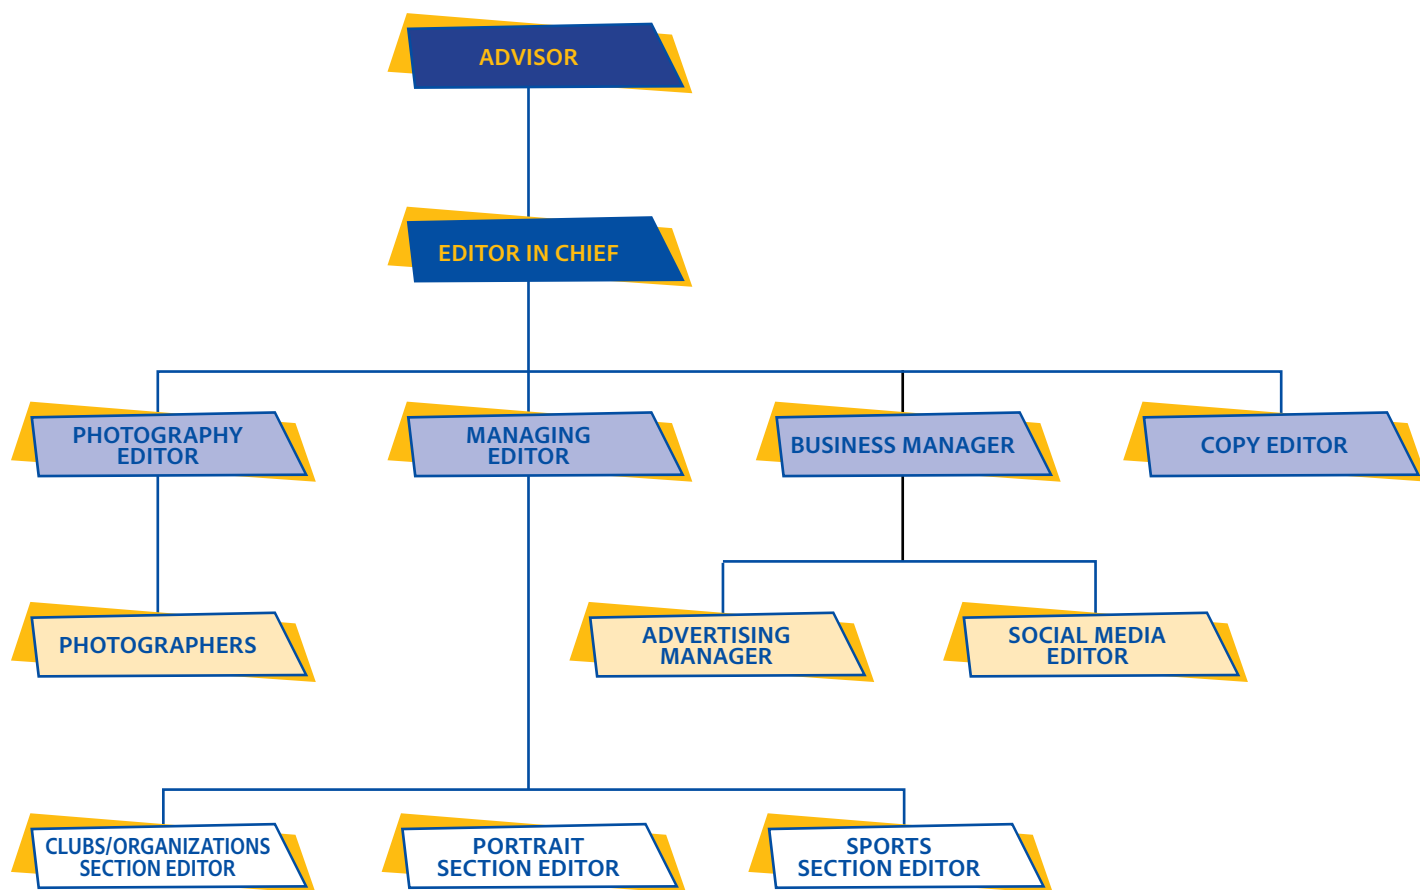 ADVISOR
EDITOR IN CHIEF
PHOTOGRAPHY
EDITOR
MANAGING
EDITOR
BUSINESS MANAGER
COPY EDITOR
PHOTOGRAPHERS
ADVERTISING
MANAGER
SOCIAL MEDIA
EDITOR
CLUBS/ORGANIZATIONS
SECTION EDITOR
PORTRAIT
SECTION EDITOR
SPORTS
SECTION EDITOR